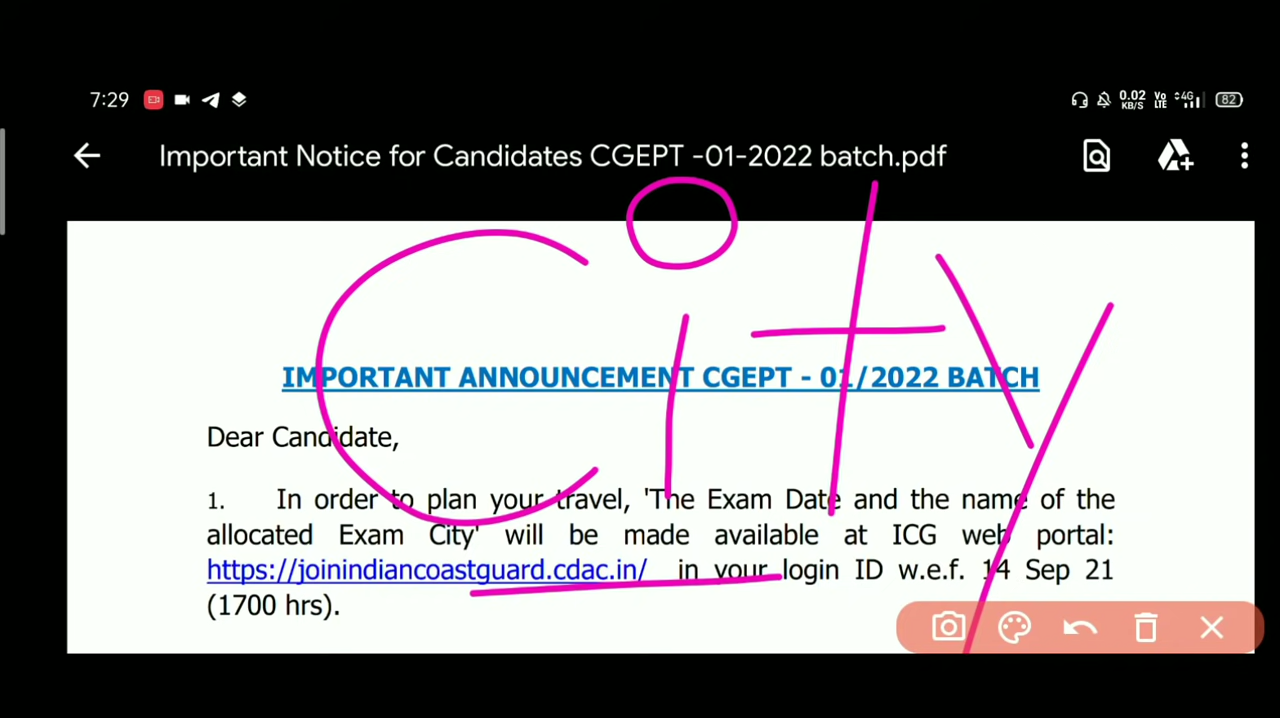 7:29 0.02 KB/S Vo LTE 4G 82
Important Notice for Candidates CGEPT -01-2022 batch.pdf
City
IMPORTANT ANNOUNCEMENT CGEPT - 01/2022 BATCH
Dear Candidate,
1. In order to plan your travel, 'The Exam Date and the name of the
allocated Exam City' will be made available at ICG web portal:
https://joinindiancoastguard.cdac.in/ in your login ID w.e.f. 14 Sep 21
(1700 hrs).